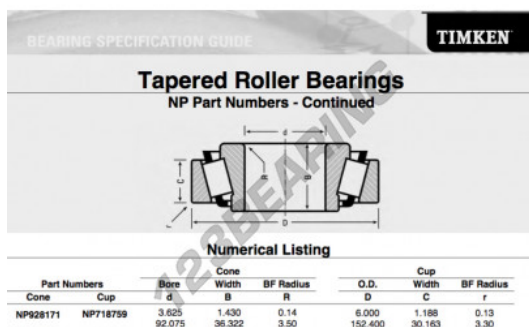 BEARING SPECIFICATION GUIDE
TIMKEN
Tapered Roller Bearings
NP Part Numbers - Continued
d
C
R
B
r
D
123BEARING
Numerical Listing
Cone Cup
Part Numbers Bore Width BF Radius O.D. Width BF Radius
Cone Cup d B R D C r
NP928171 NP718759 3.625 1.430 0.14 6.000 1.188 0.13
92.075 36.322 3.50 152.400 30.163 3.30